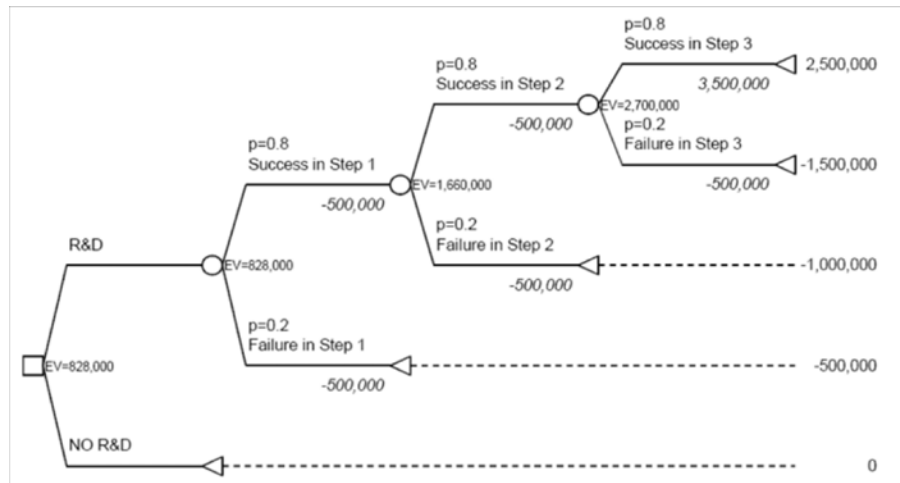 p=0.8
Success in Step 3
3,500,000
2,500,000
p=0.8
Success in Step 2
-500,000
EV=2,700,000
p=0.2
Failure in Step 3
-500,000
-1,500,000
p=0.8
Success in Step 1
-500,000
EV=1,660,000
p=0.2
Failure in Step 2
-500,000
-1,000,000
R&D
EV=828,000
p=0.2
Failure in Step 1
-500,000
-500,000
EV=828,000
NO R&D
0